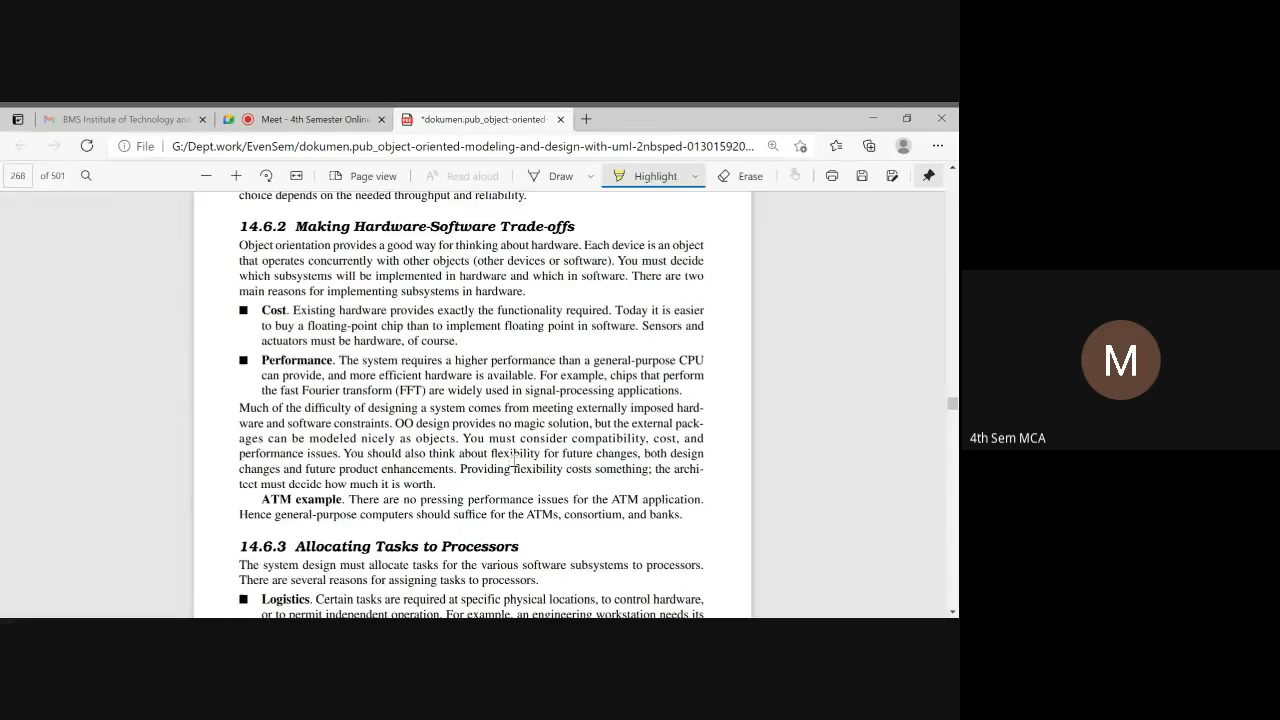 BMS Institute of Technology and
Meet - 4th Semester Online
*dokumen.pub_object-oriented-
File
G:/Dept.work/EvenSem/dokumen.pub_object-oriented-modeling-and-design-with-uml-2nbsped-013015920...
268 of 501
Page view
Read aloud
Draw
Highlight
Erase
choice depends on the needed throughput and reliability.
14.6.2 Making Hardware-Software Trade-offs
Object orientation provides a good way for thinking about hardware. Each device is an object
that operates concurrently with other objects (other devices or software). You must decide
which subsystems will be implemented in hardware and which in software. There are two
main reasons for implementing subsystems in hardware.
■ Cost. Existing hardware provides exactly the functionality required. Today it is easier
to buy a floating-point chip than to implement floating point in software. Sensors and
actuators must be hardware, of course.
■ Performance. The system requires a higher performance than a general-purpose CPU
can provide, and more efficient hardware is available. For example, chips that perform
the fast Fourier transform (FFT) are widely used in signal-processing applications.
Much of the difficulty of designing a system comes from meeting externally imposed hard-
ware and software constraints. OO design provides no magic solution, but the external pack-
ages can be modeled nicely as objects. You must consider compatibility, cost, and
performance issues. You should also think about flexibility for future changes, both design
changes and future product enhancements. Providing flexibility costs something; the archi-
tect must decide how much it is worth.
ATM example. There are no pressing performance issues for the ATM application.
Hence general-purpose computers should suffice for the ATMs, consortium, and banks.
14.6.3 Allocating Tasks to Processors
The system design must allocate tasks for the various software subsystems to processors.
There are several reasons for assigning tasks to processors.
■ Logistics. Certain tasks are required at specific physical locations, to control hardware,
or to permit independent operation. For example, an engineering workstation needs its
M
4th Sem MCA